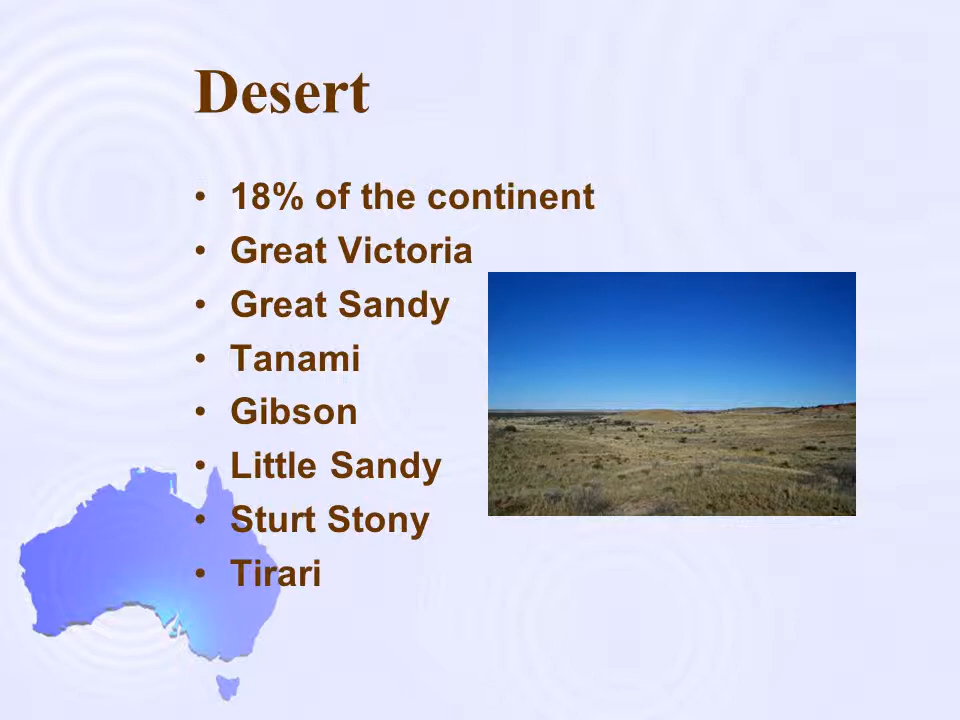 Desert
• 18% of the continent
• Great Victoria
• Great Sandy
• Tanami
• Gibson
• Little Sandy
• Sturt Stony
• Tirari